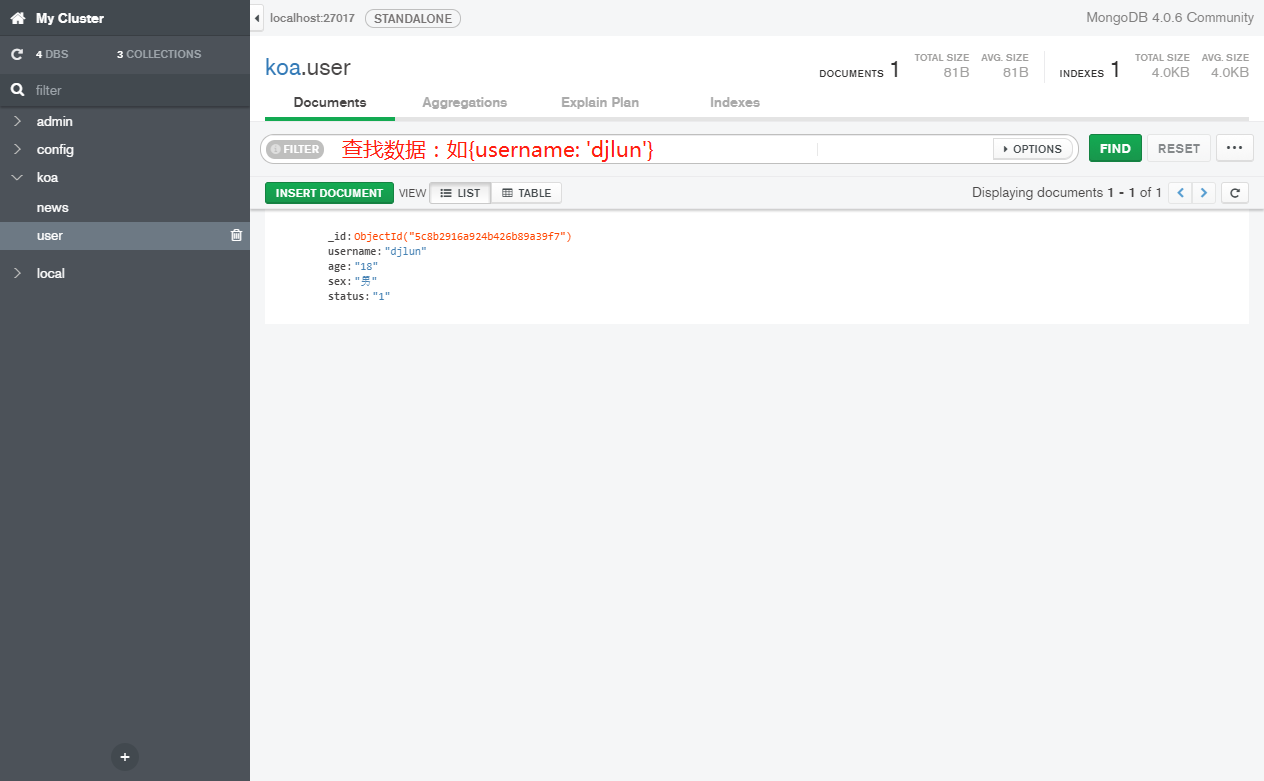 My Cluster
4 DBS 3 COLLECTIONS
filter
admin
config
koa
news
user
local
localhost:27017 STANDALONE MongoDB 4.0.6 Community
koa.user
DOCUMENTS 1 TOTAL SIZE 81B AVG. SIZE 81B INDEXES 1 TOTAL SIZE 4.0KB AVG. SIZE 4.0KB
Documents Aggregations Explain Plan Indexes
FILTER 查找数据：如{username: 'djlun'} OPTIONS FIND RESET ...
INSERT DOCUMENT VIEW LIST TABLE Displaying documents 1 - 1 of 1
_id: ObjectId("5c8b2916a924b426b89a39f7")
username: "djlun"
age: "18"
sex: "男"
status: "1"